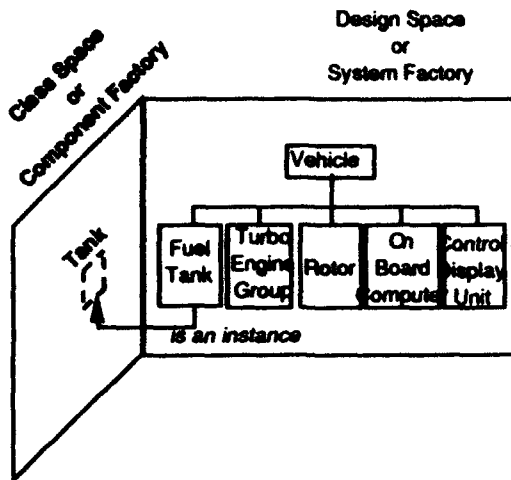 Design Space
or
System Factory
Class Space
or
Component Factory
Vehicle
Tank
Fuel
Tank
Turbo
Engine
Group
Rotor
On
Board
Computer
Control
Display
Unit
is an instance